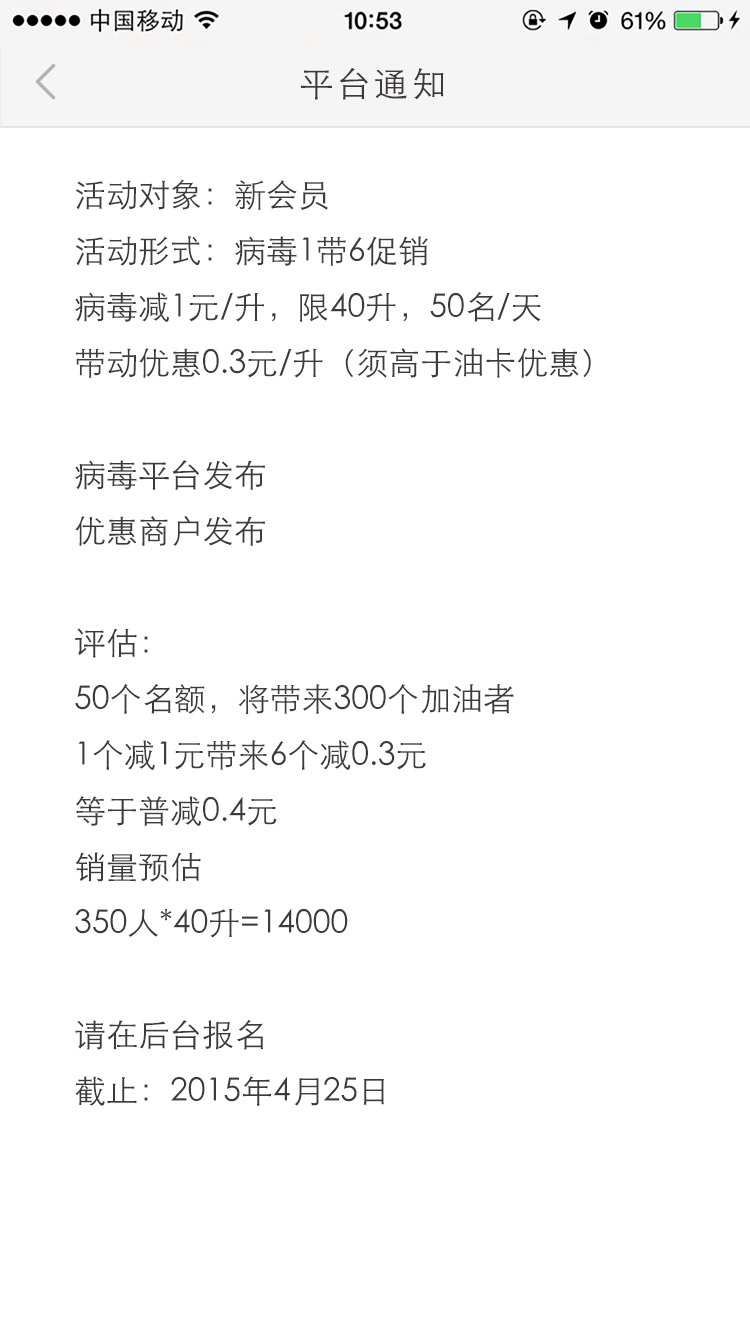 中国移动
10:53
61%
平台通知
活动对象：新会员
活动形式：病毒1带6促销
病毒减1元/升，限40升，50名/天
带动优惠0.3元/升（须高于油卡优惠）
病毒平台发布
优惠商户发布
评估：
50个名额，将带来300个加油者
1个减1元带来6个减0.3元
等于普减0.4元
销量预估
350人*40升=14000
请在后台报名
截止：2015年4月25日